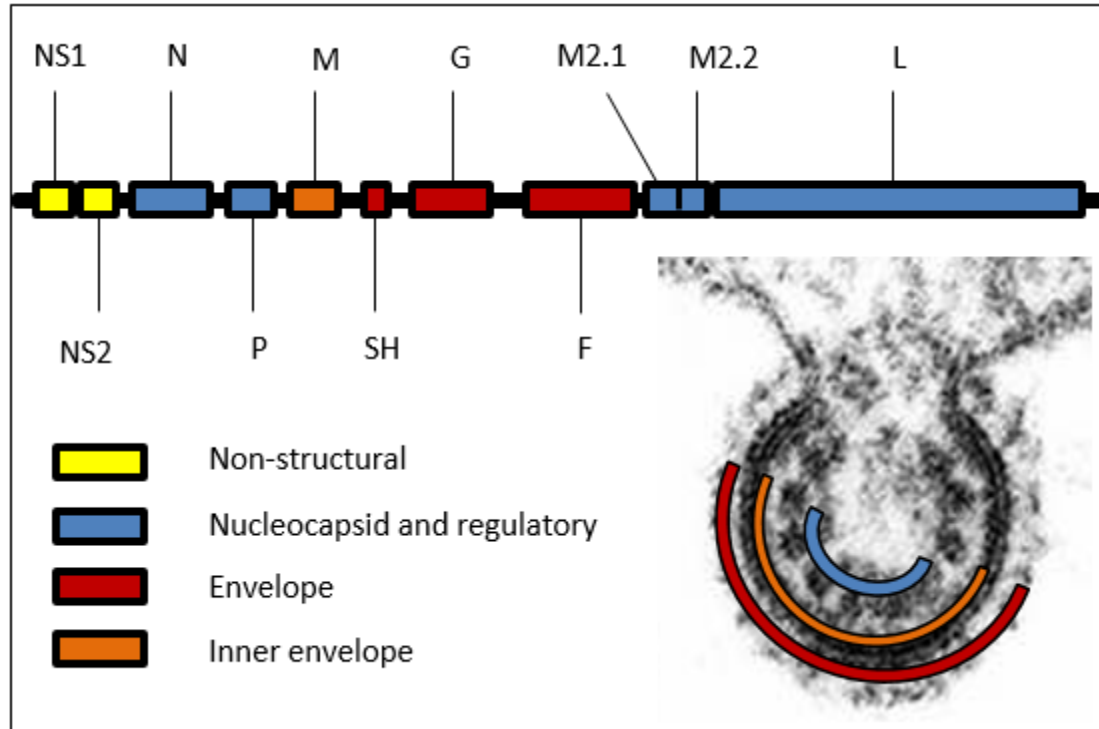 NS1 N M G M2.1 M2.2 L
NS2 P SH F
Non-structural
Nucleocapsid and regulatory
Envelope
Inner envelope